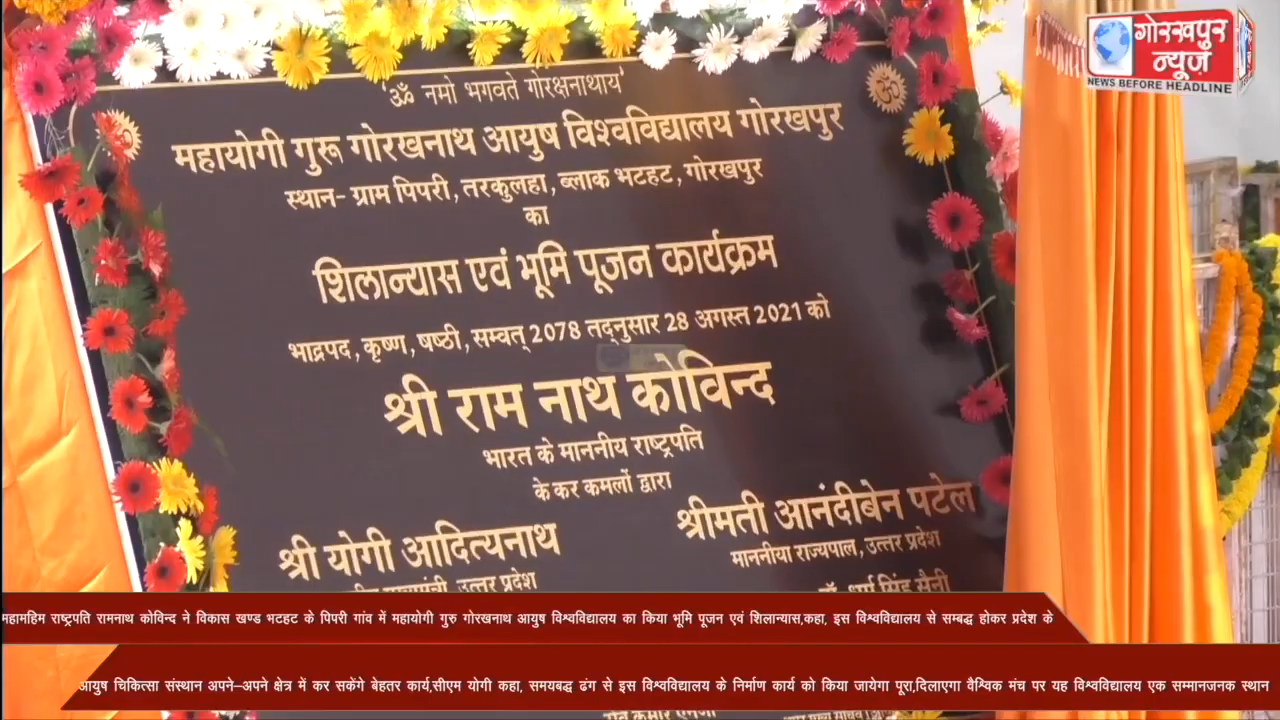 गोरखपुर
न्यूज़
NEWS BEFORE HEADLINE
'ॐ नमो भगवते गोरक्षनाथाय'
महायोगी गुरू गोरखनाथ आयुष विश्वविद्यालय गोरखपुर
स्थान- ग्राम पिपरी, तरकुलहा, ब्लाक भटहट, गोरखपुर
का
शिलान्यास एवं भूमि पूजन कार्यक्रम
भाद्रपद, कृष्ण, षष्ठी, सम्वत् 2078 तद्नुसार 28 अगस्त 2021 को
श्री राम नाथ कोविन्द
भारत के माननीय राष्ट्रपति
के कर कमलों द्वारा
श्री योगी आदित्यनाथ
श्रीमती आनंदीबेन पटेल
मुख्यमंत्री, उत्तर प्रदेश
माननीया राज्यपाल, उत्तर प्रदेश
डॉ. धर्म सिंह सैनी
महामहिम राष्ट्रपति रामनाथ कोविन्द ने विकास खण्ड भटहट के पिपरी गांव में महायोगी गुरु गोरखनाथ आयुष विश्वविद्यालय का किया भूमि पूजन एवं शिलान्यास,कहा, इस विश्वविद्यालय से सम्बद्ध होकर प्रदेश के
आयुष चिकित्सा संस्थान अपने–अपने क्षेत्र में कर सकेंगे बेहतर कार्य,सीएम योगी कहा, समयबद्ध ढंग से इस विश्वविद्यालय के निर्माण कार्य को किया जायेगा पूरा,दिलाएगा वैश्विक मंच पर यह विश्वविद्यालय एक सम्मानजनक स्थान